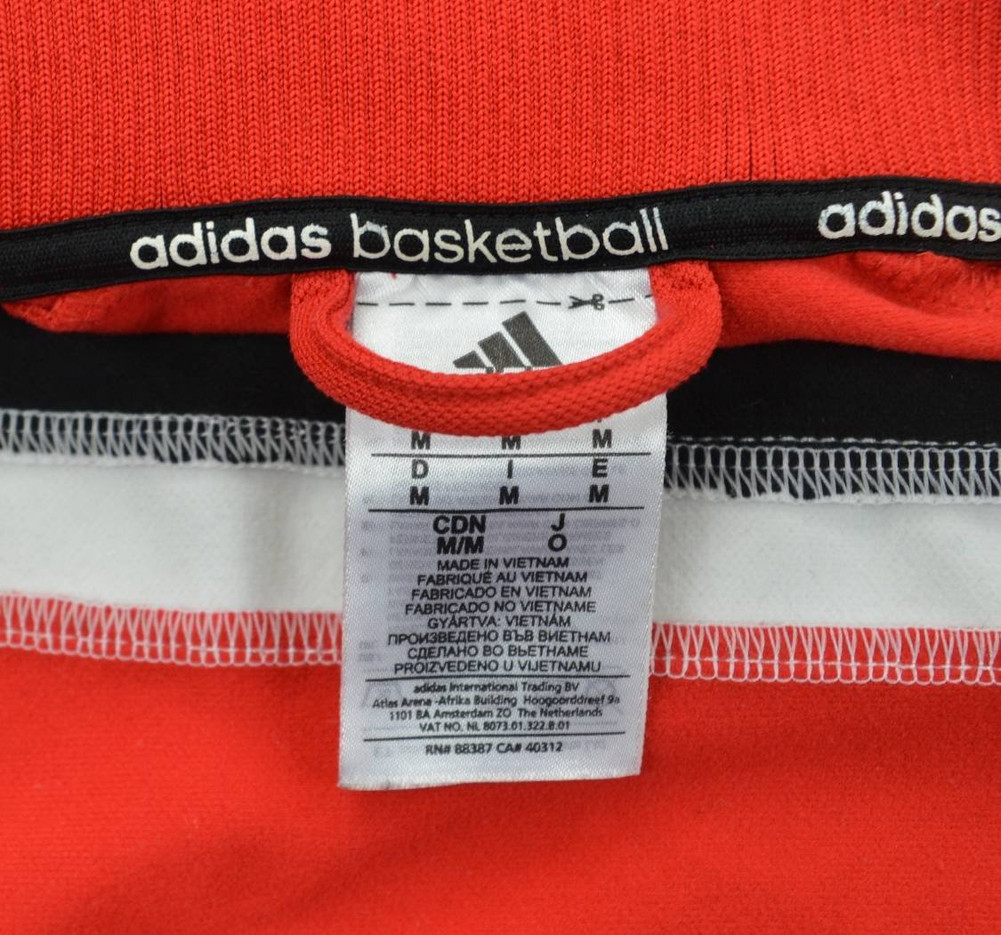 adidas basketball adidas
M M M
D I E
M M M
CDN J
M/M O
MADE IN VIETNAM
FABRIQUÉ AU VIETNAM
FABRICADO EN VIETNAM
FABRICADO NO VIETNAME
GYÁRTVA: VIETNÁM
ПРОИЗВЕДЕНО ВЪВ ВИЕТНАМ
СДЕЛАНО ВО ВЬЕТНАМЕ
PROIZVEDENO U VIJETNAMU
adidas International Trading BV
Atlas Arena -Afrika Building Hoogoorddreef 9a
1101 BA Amsterdam ZO The Netherlands
VAT NO. NL 8073.01.322.B.01
RN# 88387 CA# 40312